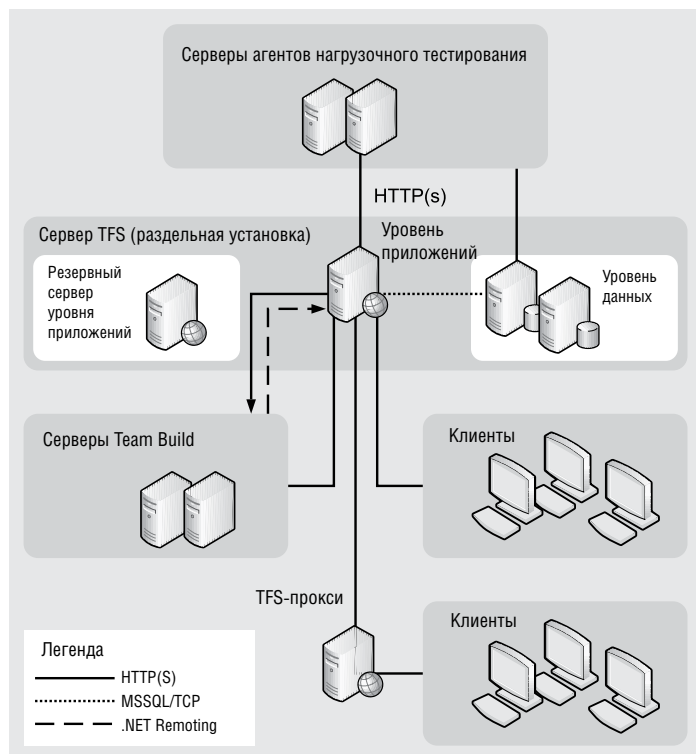 Серверы агентов нагрузочного тестирования
HTTP(s)
Сервер TFS (раздельная установка)
Уровень
приложений
Резервный
сервер
уровня
приложений
Уровень
данных
Серверы Team Build
Клиенты
TFS-прокси
Клиенты
Легенда
HTTP(S)
MSSQL/TCP
.NET Remoting